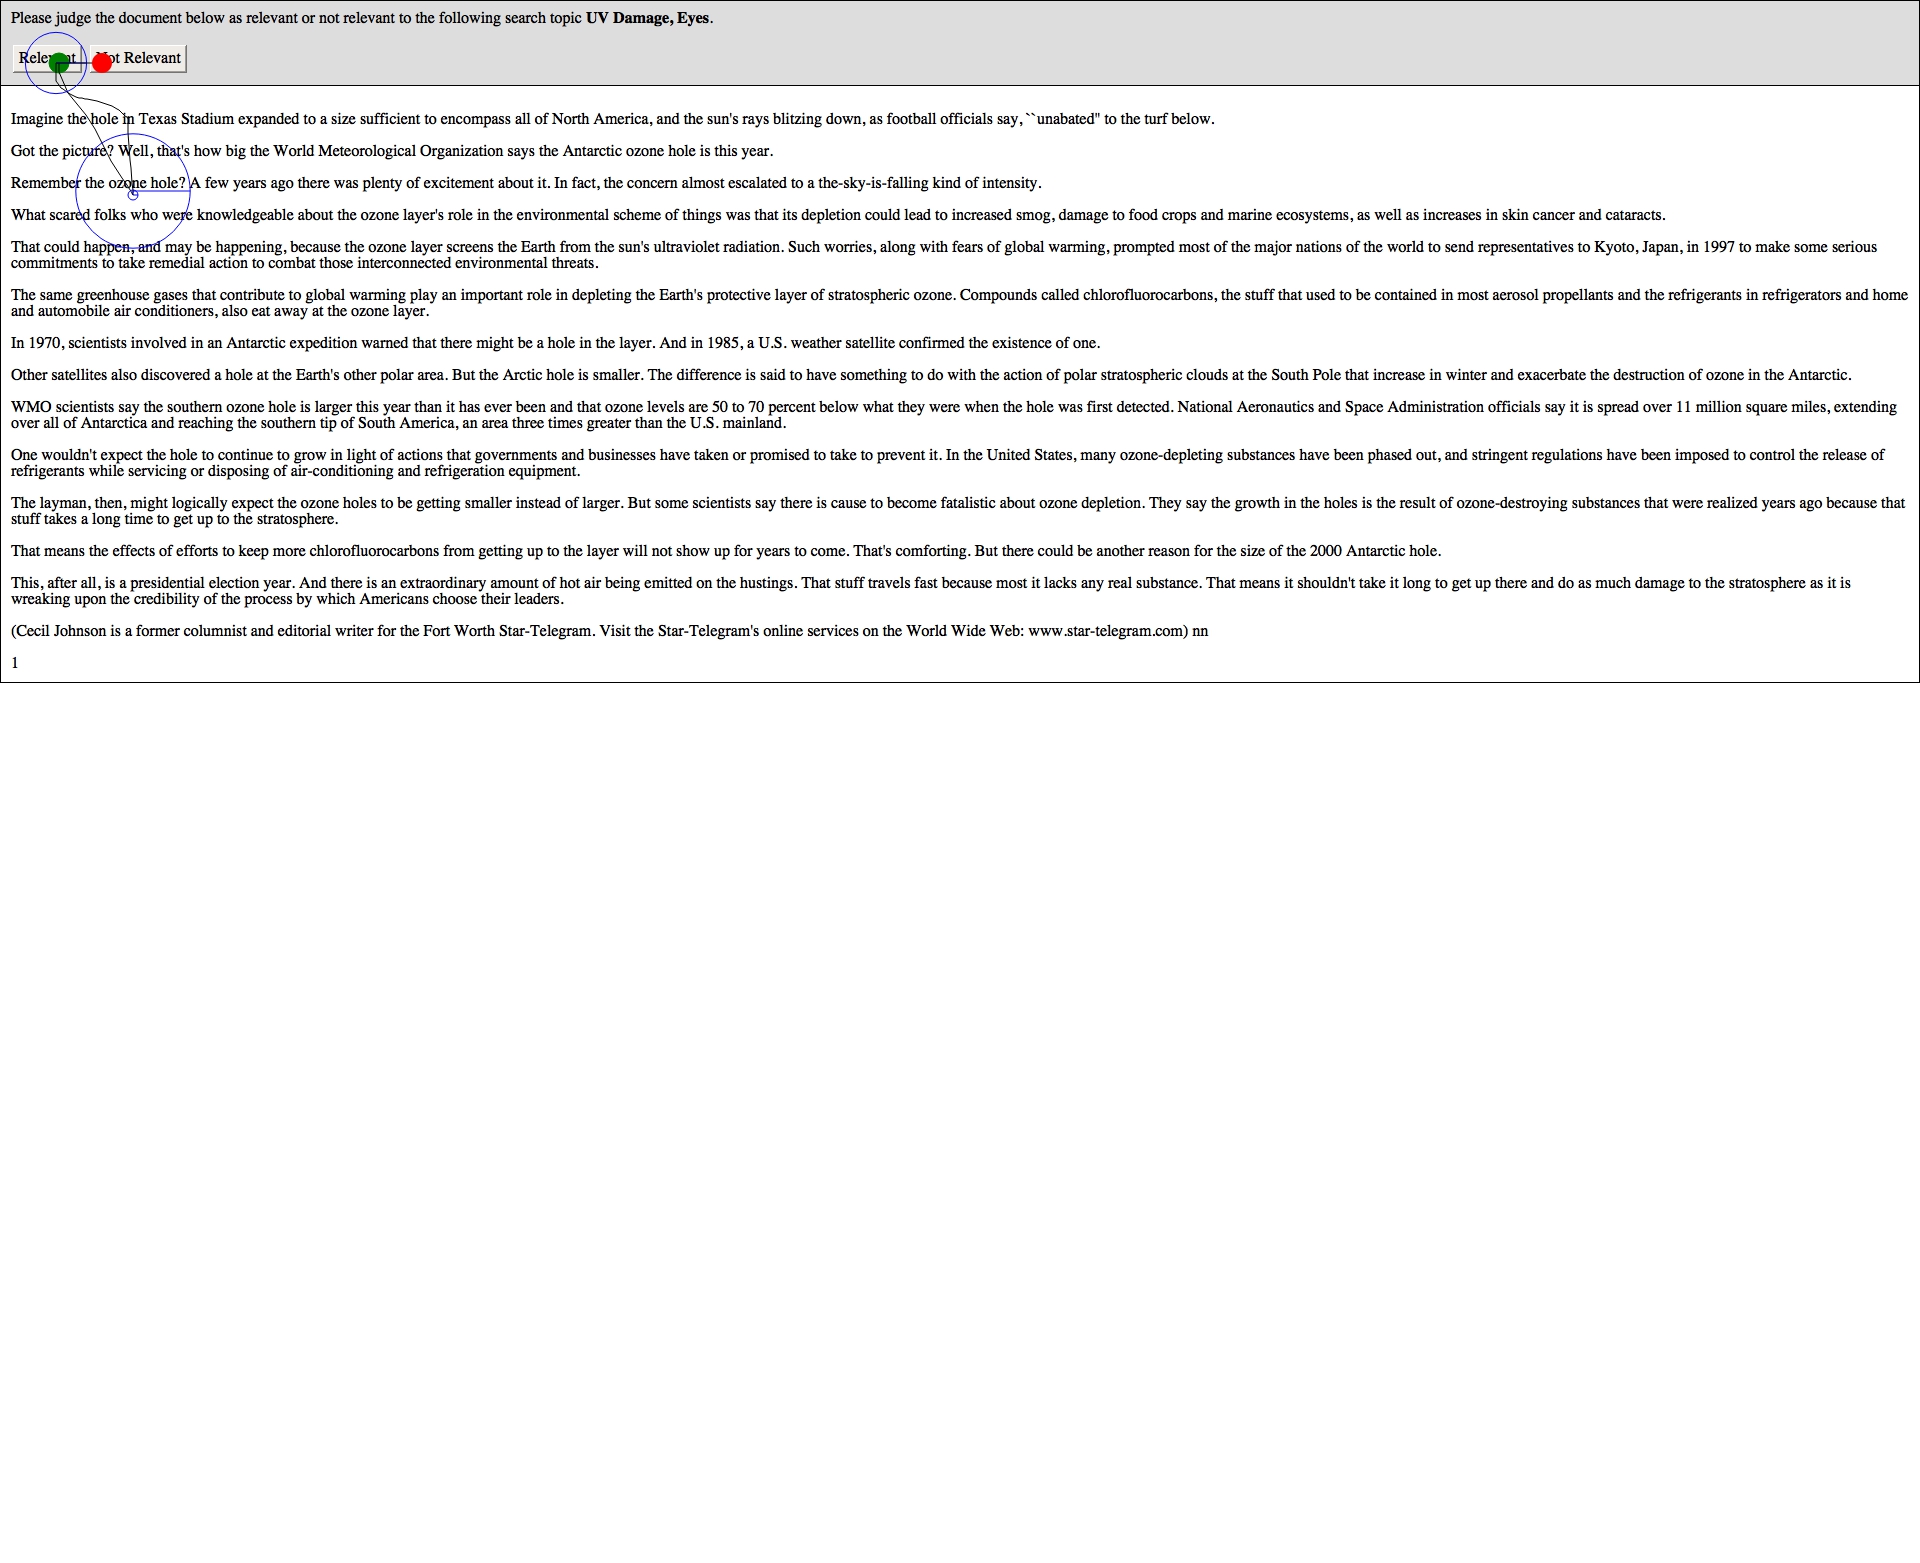 Please judge the document below as relevant or not relevant to the following search topic UV Damage, Eyes.
Relevant Not Relevant
Imagine the hole in Texas Stadium expanded to a size sufficient to encompass all of North America, and the sun's rays blitzing down, as football officials say, ``unabated'' to the turf below.
Got the picture? Well, that's how big the World Meteorological Organization says the Antarctic ozone hole is this year.
Remember the ozone hole? A few years ago there was plenty of excitement about it. In fact, the concern almost escalated to a the-sky-is-falling kind of intensity.
What scared folks who were knowledgeable about the ozone layer's role in the environmental scheme of things was that its depletion could lead to increased smog, damage to food crops and marine ecosystems, as well as increases in skin cancer and cataracts.
That could happen, and may be happening, because the ozone layer screens the Earth from the sun's ultraviolet radiation. Such worries, along with fears of global warming, prompted most of the major nations of the world to send representatives to Kyoto, Japan, in 1997 to make some serious
commitments to take remedial action to combat those interconnected environmental threats.
The same greenhouse gases that contribute to global warming play an important role in depleting the Earth's protective layer of stratospheric ozone. Compounds called chlorofluorocarbons, the stuff that used to be contained in most aerosol propellants and the refrigerants in refrigerators and home
and automobile air conditioners, also eat away at the ozone layer.
In 1970, scientists involved in an Antarctic expedition warned that there might be a hole in the layer. And in 1985, a U.S. weather satellite confirmed the existence of one.
Other satellites also discovered a hole at the Earth's other polar area. But the Arctic hole is smaller. The difference is said to have something to do with the action of polar stratospheric clouds at the South Pole that increase in winter and exacerbate the destruction of ozone in the Antarctic.
WMO scientists say the southern ozone hole is larger this year than it has ever been and that ozone levels are 50 to 70 percent below what they were when the hole was first detected. National Aeronautics and Space Administration officials say it is spread over 11 million square miles, extending
over all of Antarctica and reaching the southern tip of South America, an area three times greater than the U.S. mainland.
One wouldn't expect the hole to continue to grow in light of actions that governments and businesses have taken or promised to take to prevent it. In the United States, many ozone-depleting substances have been phased out, and stringent regulations have been imposed to control the release of
refrigerants while servicing or disposing of air-conditioning and refrigeration equipment.
The layman, then, might logically expect the ozone holes to be getting smaller instead of larger. But some scientists say there is cause to become fatalistic about ozone depletion. They say the growth in the holes is the result of ozone-destroying substances that were realized years ago because that
stuff takes a long time to get up to the stratosphere.
That means the effects of efforts to keep more chlorofluorocarbons from getting up to the layer will not show up for years to come. That's comforting. But there could be another reason for the size of the 2000 Antarctic hole.
This, after all, is a presidential election year. And there is an extraordinary amount of hot air being emitted on the hustings. That stuff travels fast because most it lacks any real substance. That means it shouldn't take it long to get up there and do as much damage to the stratosphere as it is
wreaking upon the credibility of the process by which Americans choose their leaders.
(Cecil Johnson is a former columnist and editorial writer for the Fort Worth Star-Telegram. Visit the Star-Telegram's online services on the World Wide Web: www.star-telegram.com) nn
1